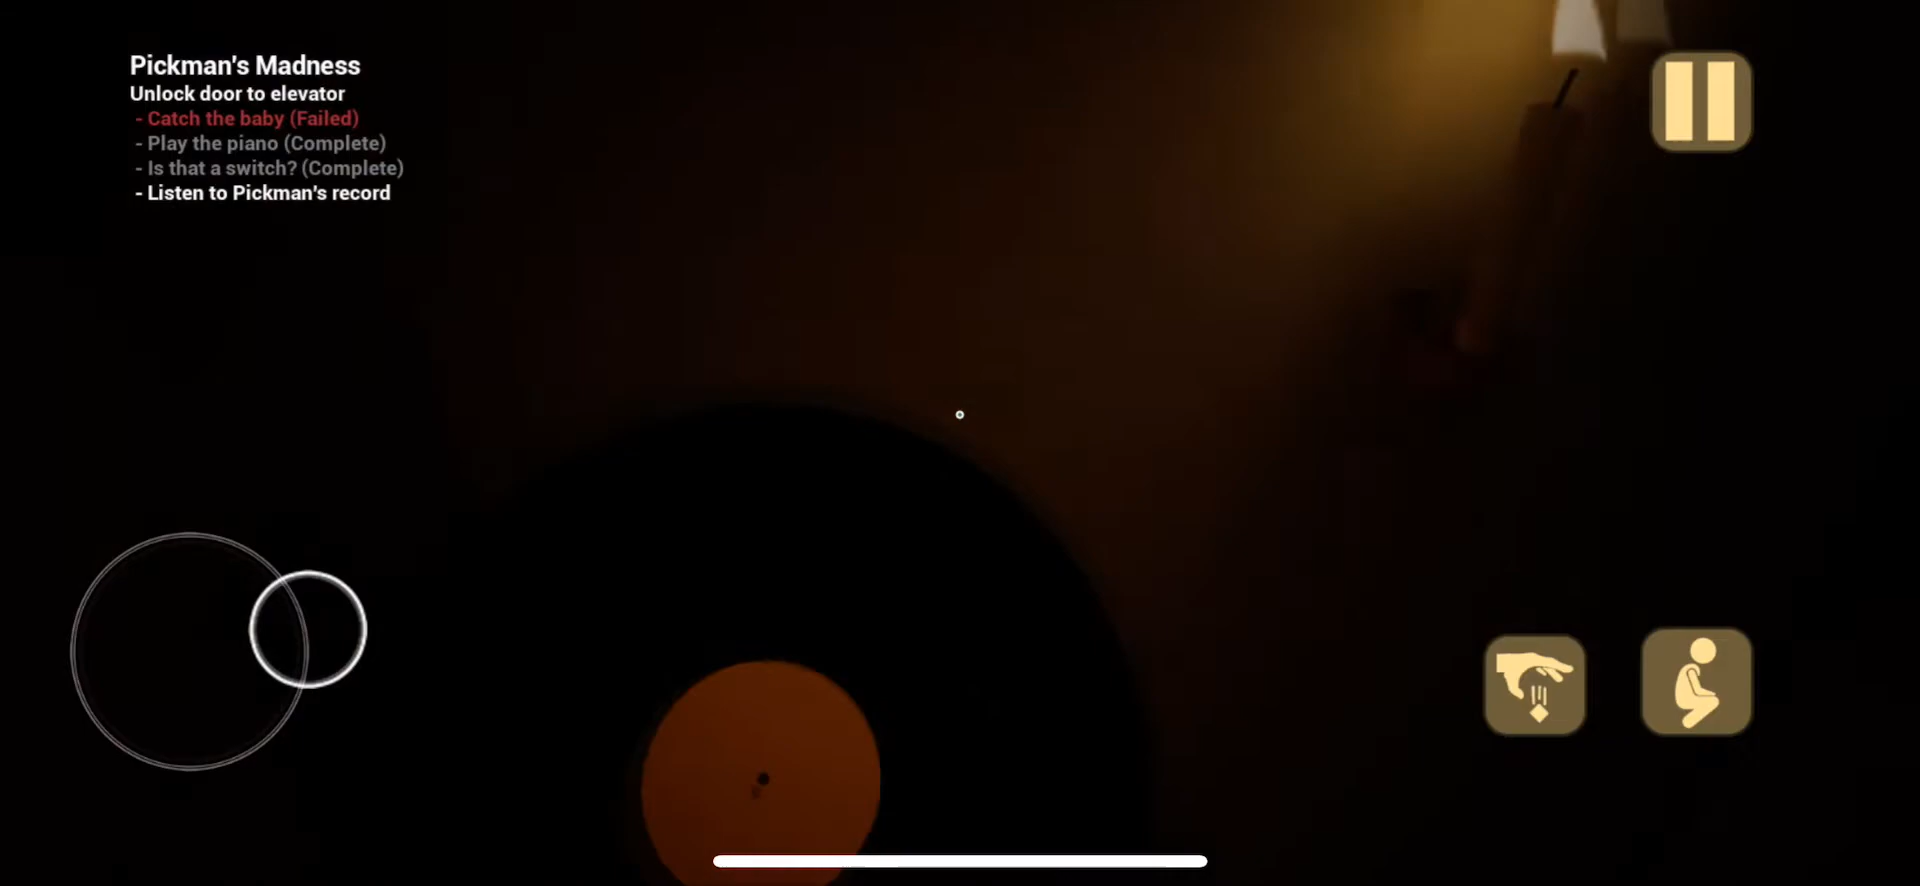 Pickman's Madness
Unlock door to elevator
- Catch the baby (Failed)
- Play the piano (Complete)
- Is that a switch? (Complete)
- Listen to Pickman's record